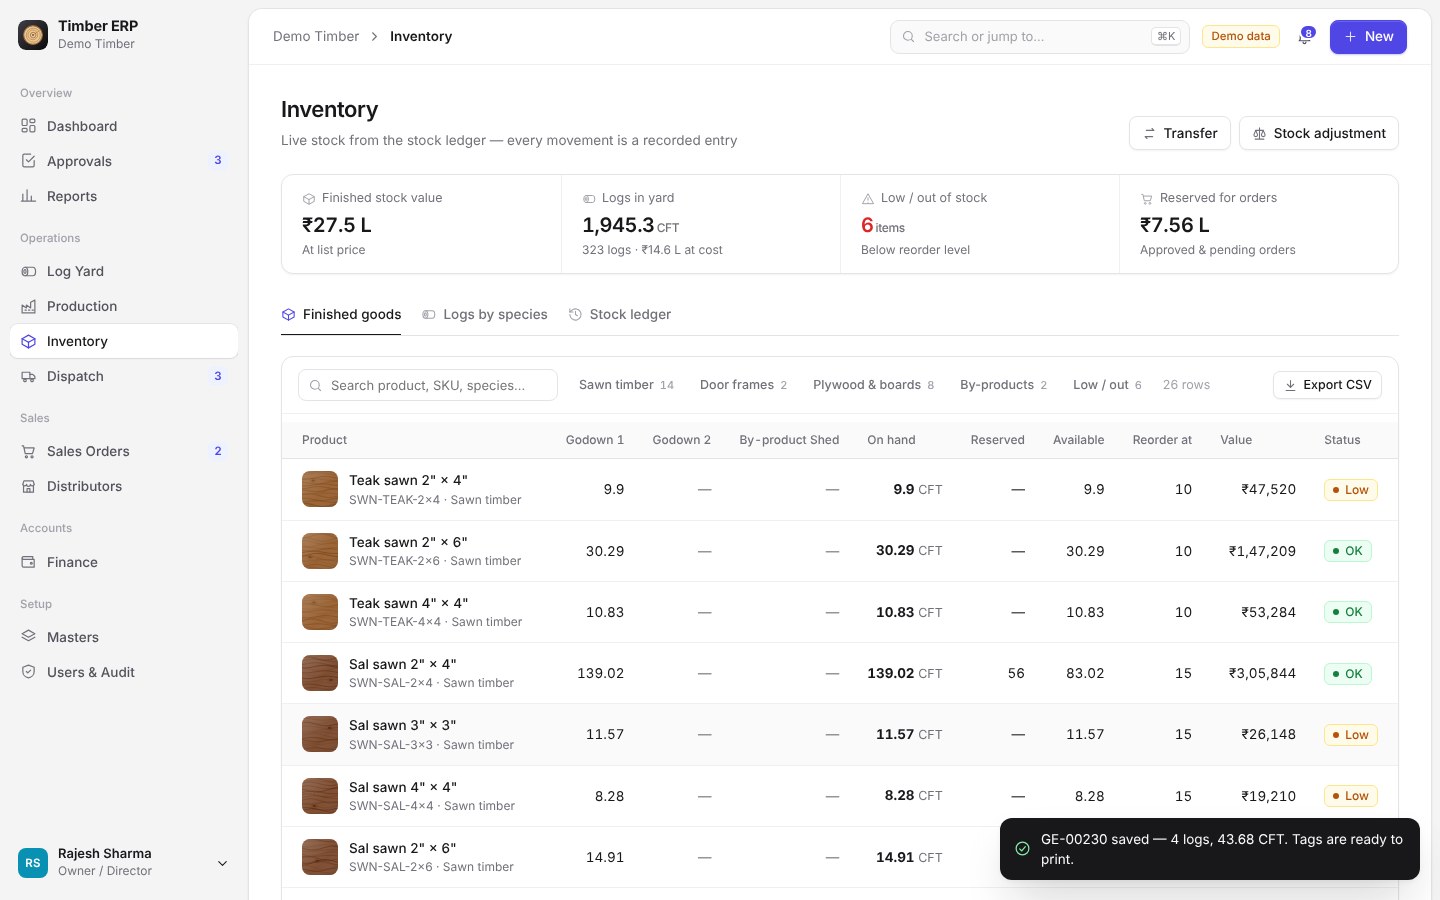 Timber ERP
Demo Timber
Overview
Dashboard
Approvals 3
Reports
Operations
Log Yard
Production
Inventory
Dispatch 3
Sales
Sales Orders 2
Distributors
Accounts
Finance
Setup
Masters
Users & Audit
RS Rajesh Sharma
Owner / Director
Demo Timber > Inventory
Search or jump to... ⌘K
Demo data
8
+ New
Inventory
Live stock from the stock ledger — every movement is a recorded entry
Transfer
Stock adjustment
Finished stock value
₹27.5 L
At list price
Logs in yard
1,945.3 CFT
323 logs · ₹14.6 L at cost
Low / out of stock
6 items
Below reorder level
Reserved for orders
₹7.56 L
Approved & pending orders
Finished goods Logs by species Stock ledger
Search product, SKU, species... Sawn timber 14 Door frames 2 Plywood & boards 8 By-products 2 Low / out 6 26 rows Export CSV
Product Godown 1 Godown 2 By-product Shed On hand Reserved Available Reorder at Value Status
Teak sawn 2" × 4"
SWN-TEAK-2×4 · Sawn timber
9.9 — — 9.9 CFT — 9.9 10 ₹47,520 Low
Teak sawn 2" × 6"
SWN-TEAK-2×6 · Sawn timber
30.29 — — 30.29 CFT — 30.29 10 ₹1,47,209 OK
Teak sawn 4" × 4"
SWN-TEAK-4×4 · Sawn timber
10.83 — — 10.83 CFT — 10.83 10 ₹53,284 OK
Sal sawn 2" × 4"
SWN-SAL-2×4 · Sawn timber
139.02 — — 139.02 CFT 56 83.02 15 ₹3,05,844 OK
Sal sawn 3" × 3"
SWN-SAL-3×3 · Sawn timber
11.57 — — 11.57 CFT — 11.57 15 ₹26,148 Low
Sal sawn 4" × 4"
SWN-SAL-4×4 · Sawn timber
8.28 — — 8.28 CFT — 8.28 15 ₹19,210 Low
Sal sawn 2" × 6"
SWN-SAL-2×6 · Sawn timber
14.91 — — 14.91 CFT
GE-00230 saved — 4 logs, 43.68 CFT. Tags are ready to
print.